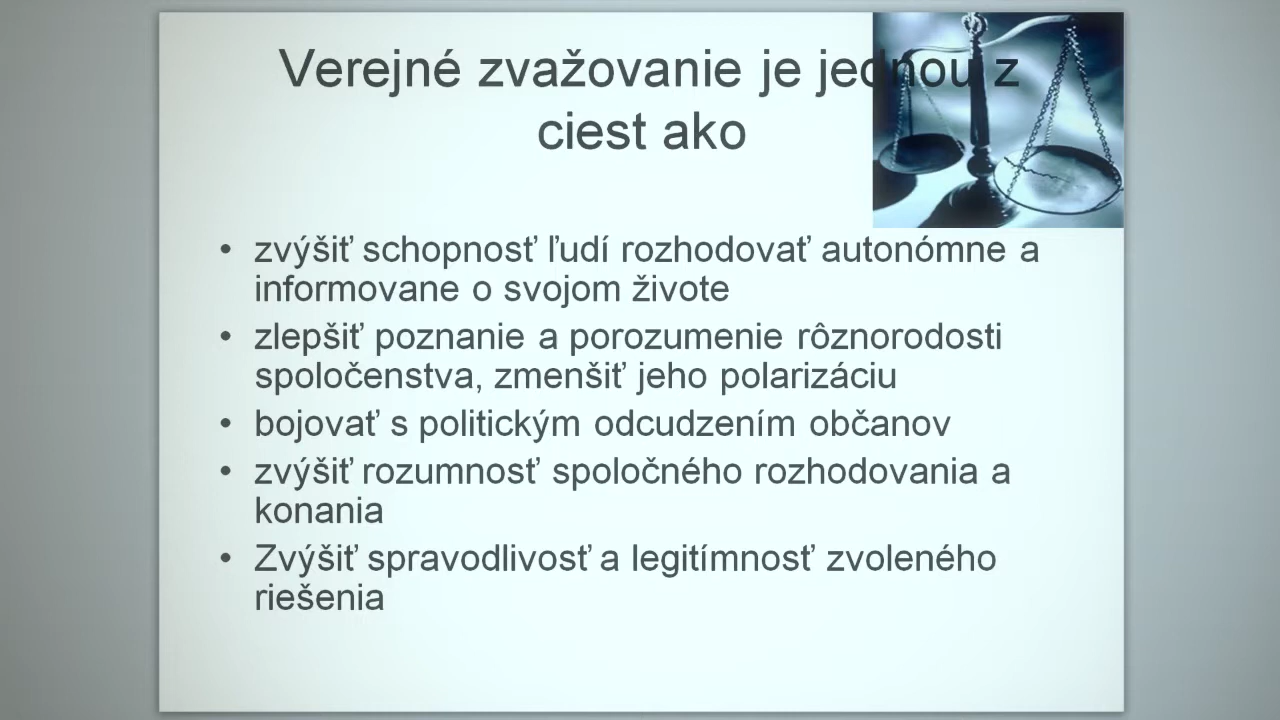 Verejné zvažovanie je jednou z
ciest ako
• zvýšiť schopnosť ľudí rozhodovať autonómne a
informovane o svojom živote
• zlepšiť poznanie a porozumenie rôznorodosti
spoločenstva, zmenšiť jeho polarizáciu
• bojovať s politickým odcudzením občanov
• zvýšiť rozumnosť spoločného rozhodovania a
konania
• Zvýšiť spravodlivosť a legitímnosť zvoleného
riešenia